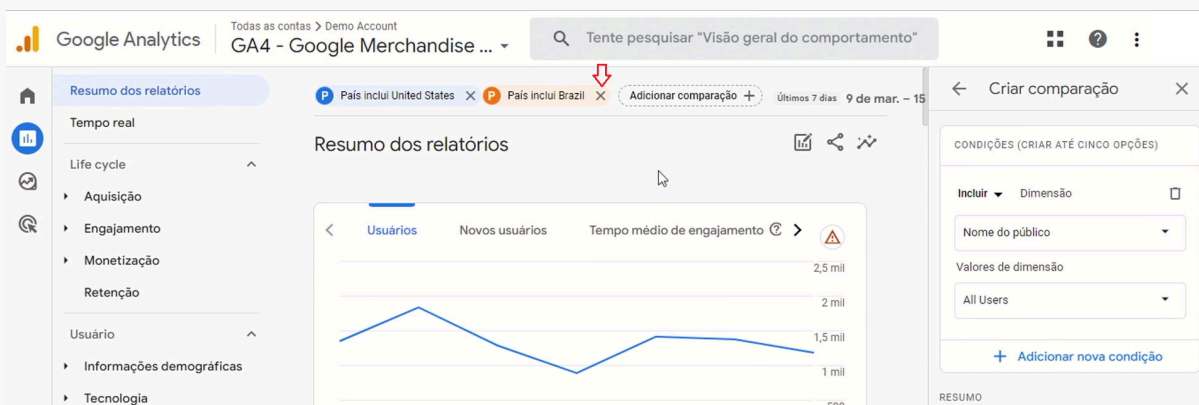 Google Analytics
Todas as contas > Demo Account
GA4 - Google Merchandise ...
Tente pesquisar "Visão geral do comportamento"
Resumo dos relatórios
Tempo real
Life cycle
Aquisição
Engajamento
Monetização
Retenção
Usuário
Informações demográficas
Tecnologia
P País inclui United States
P País inclui Brazil
Adicionar comparação
Últimos 7 dias 9 de mar. – 15
Resumo dos relatórios
Usuários
Novos usuários
Tempo médio de engajamento
2,5 mil
2 mil
1,5 mil
1 mil
Criar comparação
CONDIÇÕES (CRIAR ATÉ CINCO OPÇÕES)
Incluir Dimensão
Nome do público
Valores de dimensão
All Users
+ Adicionar nova condição
RESUMO